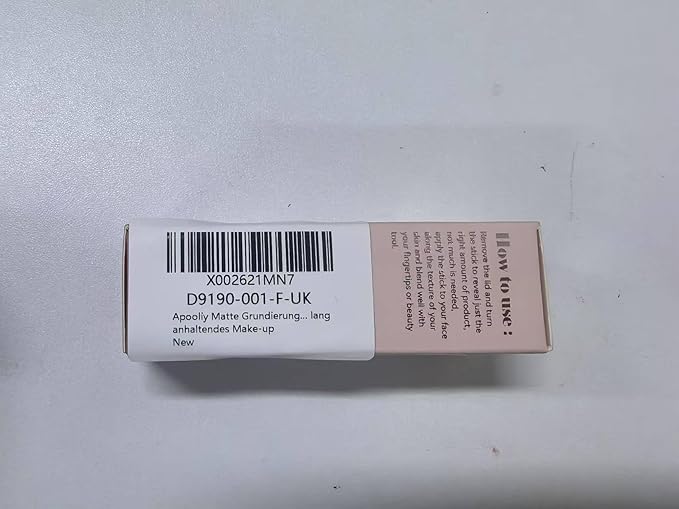 X002621MN7
D9190-001-F-UK
Apooliy Matte Grundierung... lang
anhaltendes Make-up
New
How to use :
Remove the lid and turn
the stick to reveal just the
right amount of product,
not much is needed,
apply the stick to your face
along the texture of your
skin and blend well with
your fingertips or beauty
tool.